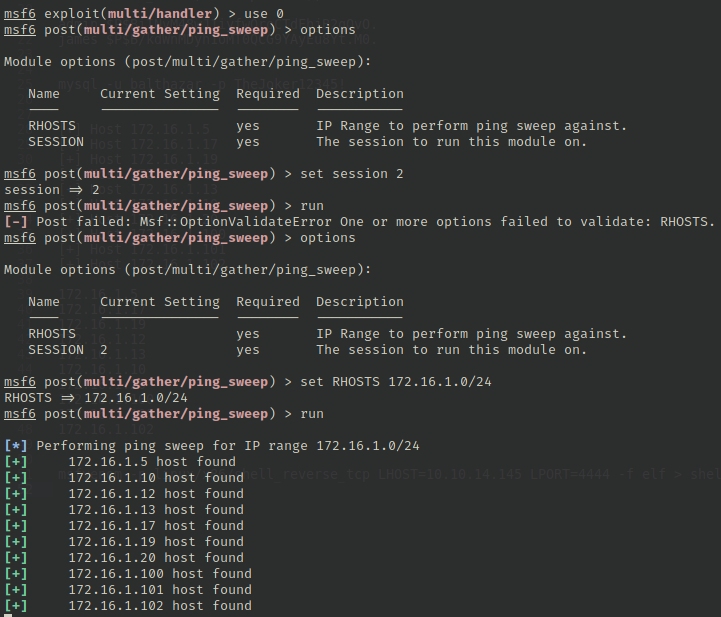 msf6 exploit(multi/handler) > use 0
msf6 post(multi/gather/ping_sweep) > options
Module options (post/multi/gather/ping_sweep):
Name Current Setting Required Description
RHOSTS yes IP Range to perform ping sweep against.
SESSION yes The session to run this module on.
msf6 post(multi/gather/ping_sweep) > set session 2
session => 2
msf6 post(multi/gather/ping_sweep) > run
[-] Post failed: Msf::OptionValidateError One or more options failed to validate: RHOSTS.
msf6 post(multi/gather/ping_sweep) > options
Module options (post/multi/gather/ping_sweep):
Name Current Setting Required Description
RHOSTS yes IP Range to perform ping sweep against.
SESSION 2 yes The session to run this module on.
msf6 post(multi/gather/ping_sweep) > set RHOSTS 172.16.1.0/24
RHOSTS => 172.16.1.0/24
msf6 post(multi/gather/ping_sweep) > run
[*] Performing ping sweep for IP range 172.16.1.0/24
[+] 172.16.1.5 host found
[+] 172.16.1.10 host found
[+] 172.16.1.12 host found
[+] 172.16.1.13 host found
[+] 172.16.1.17 host found
[+] 172.16.1.19 host found
[+] 172.16.1.20 host found
[+] 172.16.1.100 host found
[+] 172.16.1.101 host found
[+] 172.16.1.102 host found